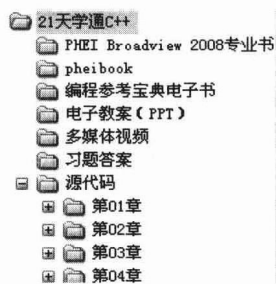 21天学通C++
PHEI Broadview 2008专业书
pheibook
编程参考宝典电子书
电子教案(PPT)
多媒体视频
习题答案
源代码
第01章
第02章
第03章
第04章